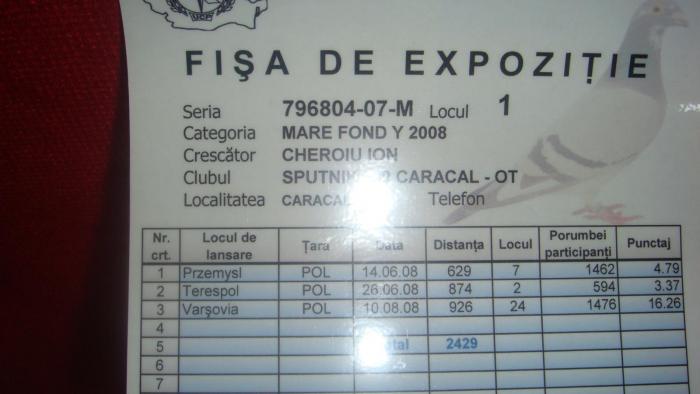 FIŞA DE EXPOZIŢIE
Seria 796804-07-M Locul 1
Categoria MARE FOND Y 2008
Crescător CHEROIU ION
Clubul SPUTNIK 2 CARACAL - OT
Localitatea CARACAL Telefon
Nr. crt. Locul de lansare Ţara Data Distanţa Locul Porumbei participanţi Punctaj
1 Przemysl POL 14.06.08 629 7 1462 4.79
2 Terespol POL 26.06.08 874 2 594 3.37
3 Varşovia POL 10.08.08 926 24 1476 16.26
4
5 Total 2429
6
7